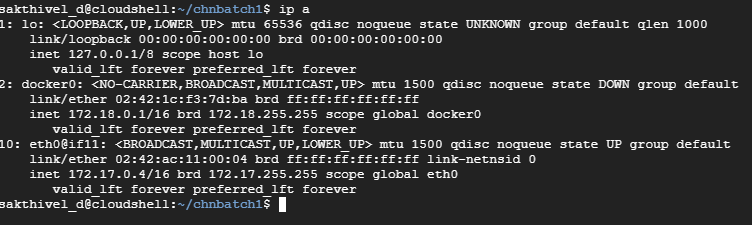 sakthivel_d@cloudshell:~/chnbatch1$ ip a
1: lo: <LOOPBACK,UP,LOWER_UP> mtu 65536 qdisc noqueue state UNKNOWN group default qlen 1000
    link/loopback 00:00:00:00:00:00 brd 00:00:00:00:00:00
    inet 127.0.0.1/8 scope host lo
       valid_lft forever preferred_lft forever
2: docker0: <NO-CARRIER,BROADCAST,MULTICAST,UP> mtu 1500 qdisc noqueue state DOWN group default
    link/ether 02:42:1c:f3:7d:ba brd ff:ff:ff:ff:ff:ff
    inet 172.18.0.1/16 brd 172.18.255.255 scope global docker0
       valid_lft forever preferred_lft forever
10: eth0@if11: <BROADCAST,MULTICAST,UP,LOWER_UP> mtu 1500 qdisc noqueue state UP group default
    link/ether 02:42:ac:11:00:04 brd ff:ff:ff:ff:ff:ff link-netnsid 0
    inet 172.17.0.4/16 brd 172.17.255.255 scope global eth0
       valid_lft forever preferred_lft forever
sakthivel_d@cloudshell:~/chnbatch1$